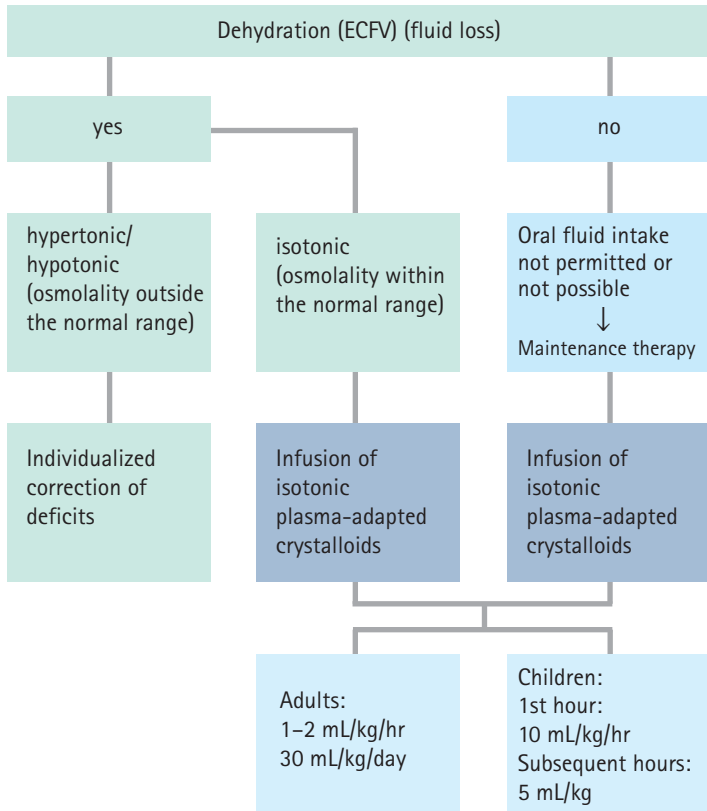 Dehydration (ECFV) (fluid loss)
yes
no
hypertonic/
hypotonic
(osmolality outside
the normal range)
isotonic
(osmolality within
the normal range)
Oral fluid intake
not permitted or
not possible
↓
Maintenance therapy
Individualized
correction of
deficits
Infusion of
isotonic
plasma-adapted
crystalloids
Infusion of
isotonic
plasma-adapted
crystalloids
Adults:
1–2 mL/kg/hr
30 mL/kg/day
Children:
1st hour:
10 mL/kg/hr
Subsequent hours:
5 mL/kg